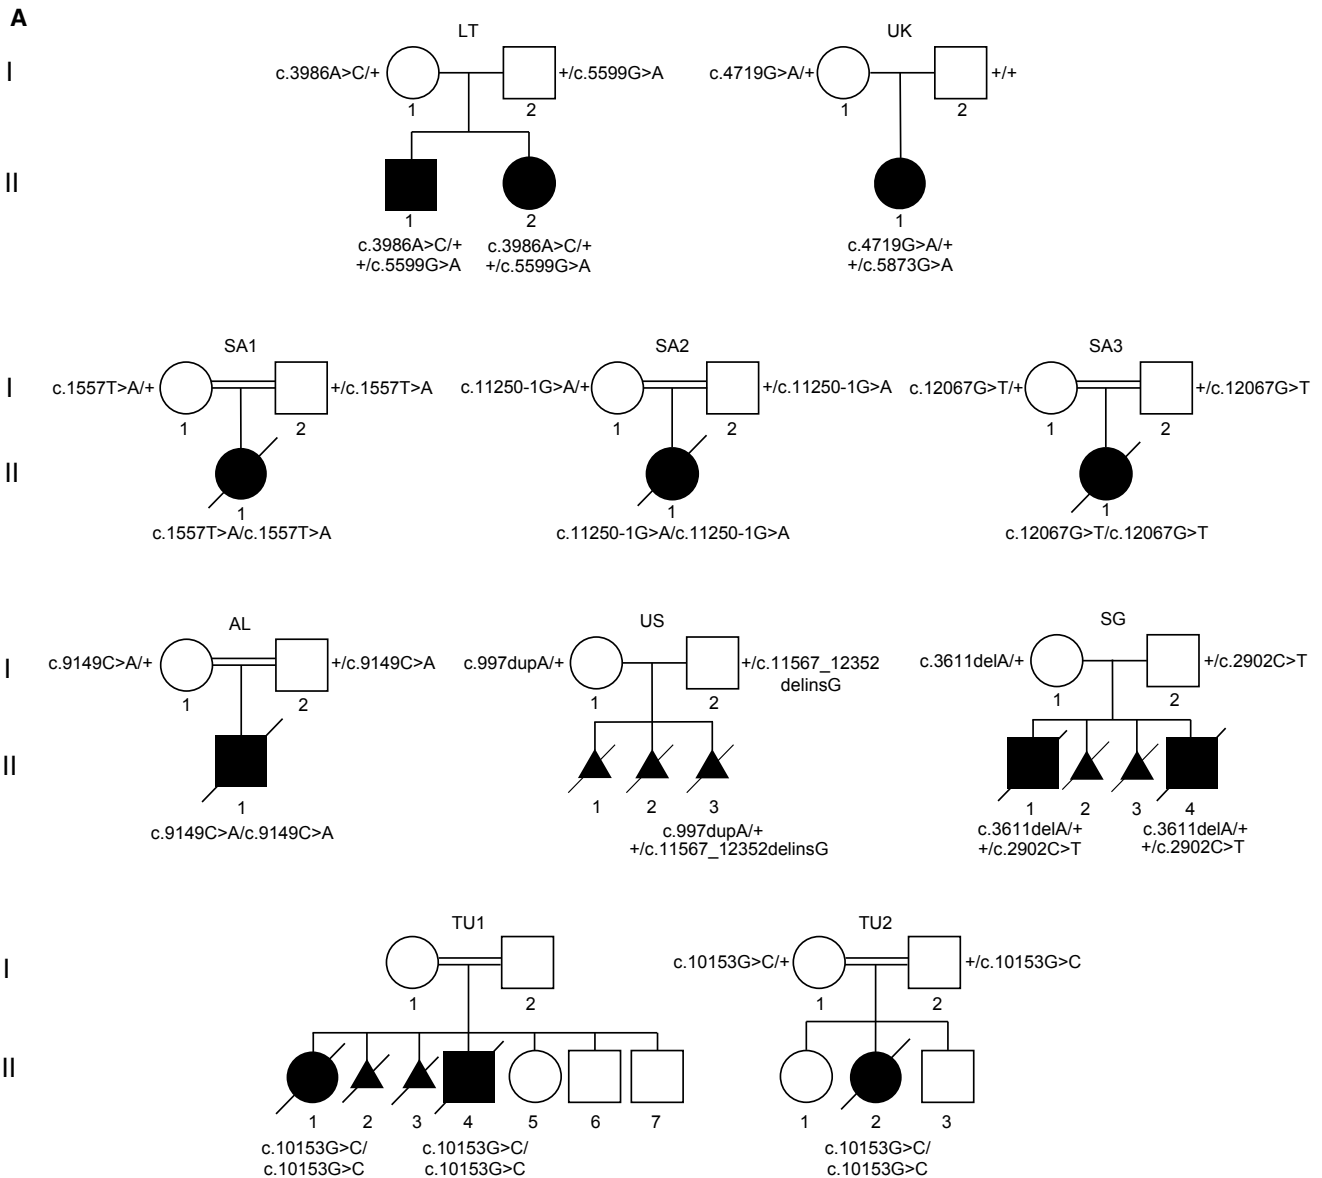 A
LT
UK
I
c.3986A>C/+
+/c.5599G>A
c.4719G>A/+
+/+
1
2
1
2
II
1
2
1
c.3986A>C/+
+/c.5599G>A
c.3986A>C/+
+/c.5599G>A
c.4719G>A/+
+/c.5873G>A
SA1
SA2
SA3
I
c.1557T>A/+
+/c.1557T>A
c.11250-1G>A/+
+/c.11250-1G>A
c.12067G>T/+
+/c.12067G>T
1
2
1
2
1
2
II
1
1
1
c.1557T>A/c.1557T>A
c.11250-1G>A/c.11250-1G>A
c.12067G>T/c.12067G>T
AL
US
SG
I
c.9149C>A/+
+/c.9149C>A
c.997dupA/+
+/c.11567_12352
delinsG
c.3611delA/+
+/c.2902C>T
1
2
1
2
1
2
II
1
1
2
3
1
2
3
4
c.9149C>A/c.9149C>A
c.997dupA/+
+/c.11567_12352delinsG
c.3611delA/+
+/c.2902C>T
c.3611delA/+
+/c.2902C>T
TU1
TU2
I
c.10153G>C/+
+/c.10153G>C
1
2
1
2
II
1
2
3
4
5
6
7
1
2
3
c.10153G>C/
c.10153G>C
c.10153G>C/
c.10153G>C
c.10153G>C/
c.10153G>C